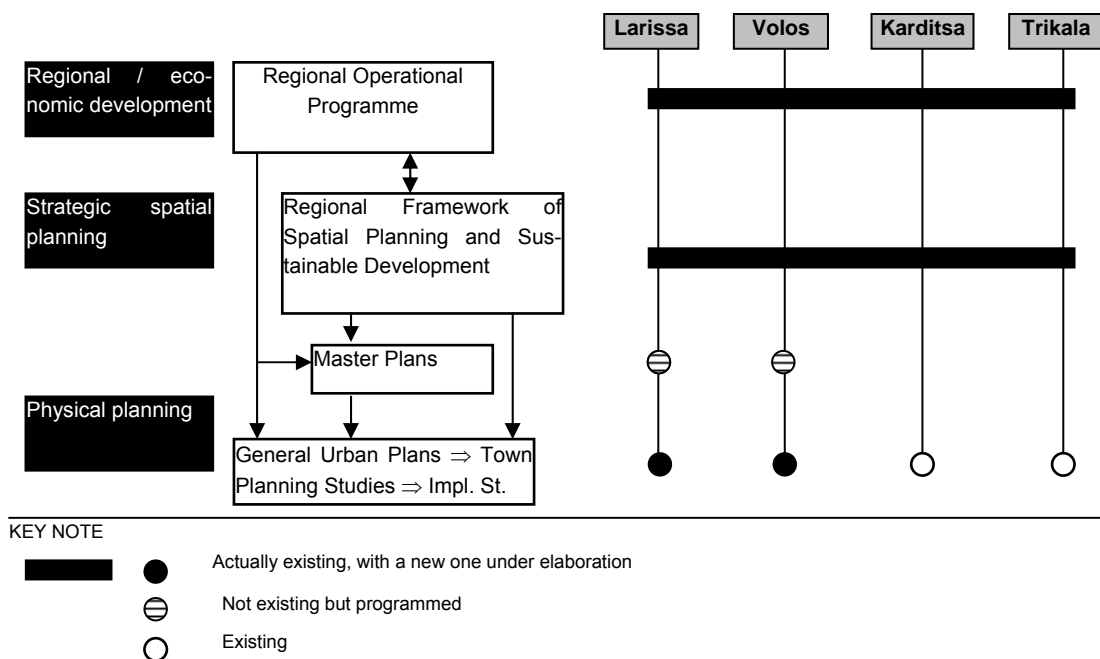 Larissa
Volos
Karditsa
Trikala
Regional / eco-
nomic development
Regional Operational
Programme
Strategic spatial
planning
Regional Framework of
Spatial Planning and Sus-
tainable Development
Master Plans
Physical planning
General Urban Plans ⇒ Town
Planning Studies ⇒ Impl. St.
KEY NOTE
Actually existing, with a new one under elaboration
Not existing but programmed
Existing